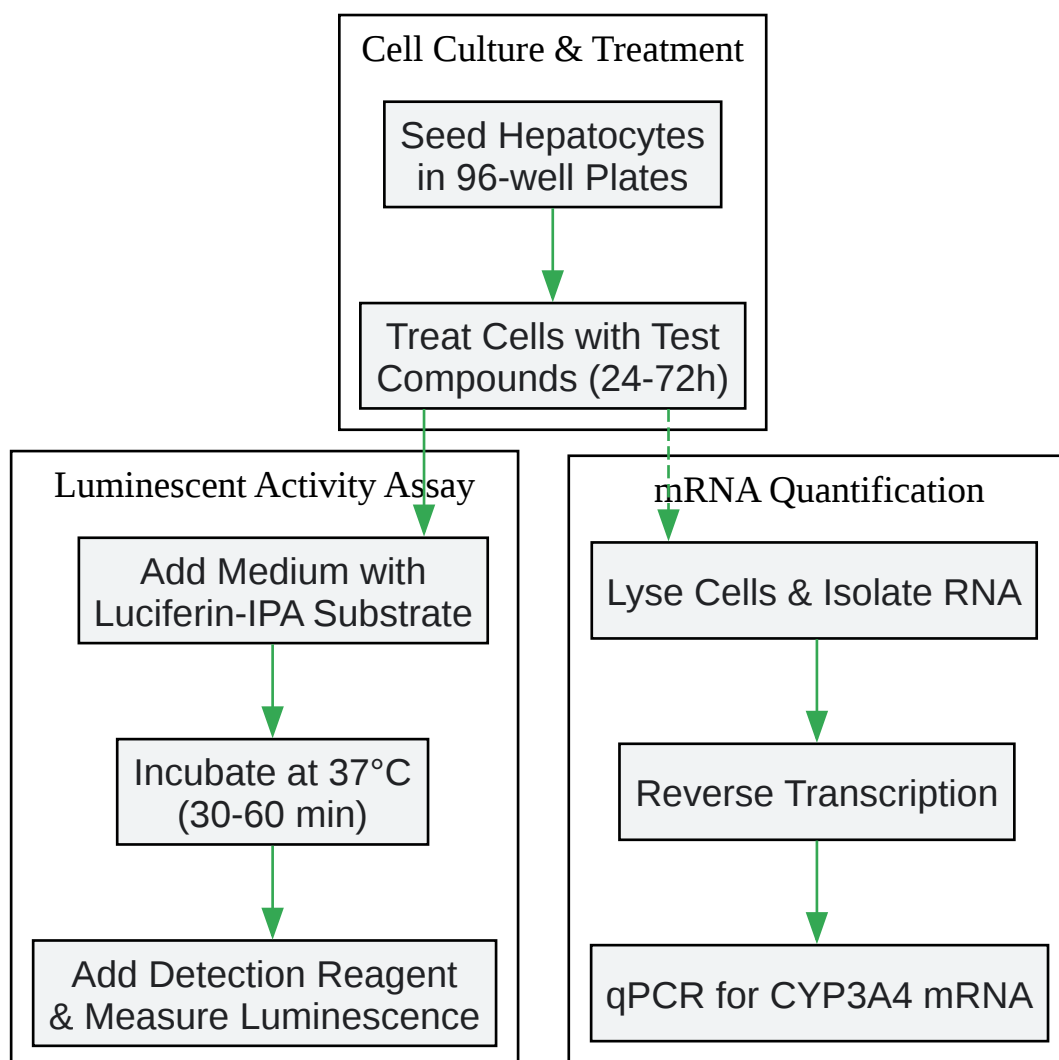 Cell Culture & Treatment
Seed Hepatocytes
in 96-well Plates
Treat Cells with Test
Compounds (24-72h)
Luminescent Activity Assay
Add Medium with
Luciferin-IPA Substrate
Incubate at 37°C
(30-60 min)
Add Detection Reagent
& Measure Luminescence
mRNA Quantification
Lyse Cells & Isolate RNA
Reverse Transcription
qPCR for CYP3A4 mRNA